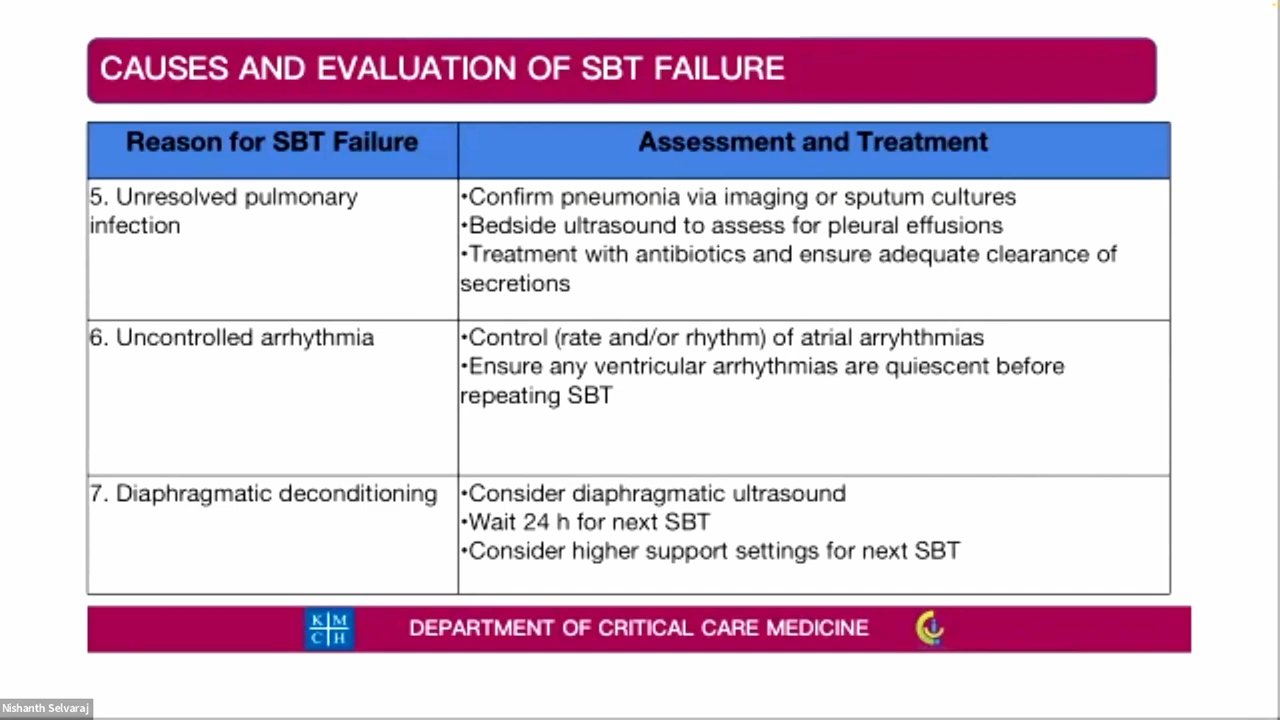 CAUSES AND EVALUATION OF SBT FAILURE
Reason for SBT Failure
Assessment and Treatment
5. Unresolved pulmonary
infection
•Confirm pneumonia via imaging or sputum cultures
•Bedside ultrasound to assess for pleural effusions
•Treatment with antibiotics and ensure adequate clearance of
secretions
6. Uncontrolled arrhythmia
•Control (rate and/or rhythm) of atrial arryhthmias
•Ensure any ventricular arrhythmias are quiescent before
repeating SBT
7. Diaphragmatic deconditioning
•Consider diaphragmatic ultrasound
•Wait 24 h for next SBT
•Consider higher support settings for next SBT
K M
C H
DEPARTMENT OF CRITICAL CARE MEDICINE
Nishanth Selvaraj